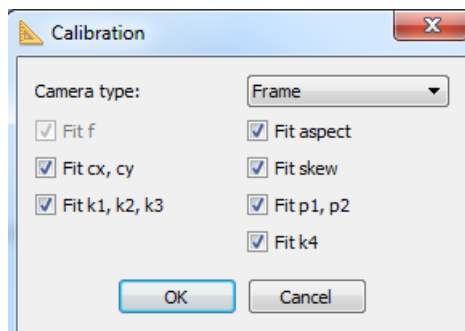 Calibration
Camera type: Frame
Fit f Fit aspect
Fit cx, cy Fit skew
Fit k1, k2, k3 Fit p1, p2
Fit k4
OK Cancel